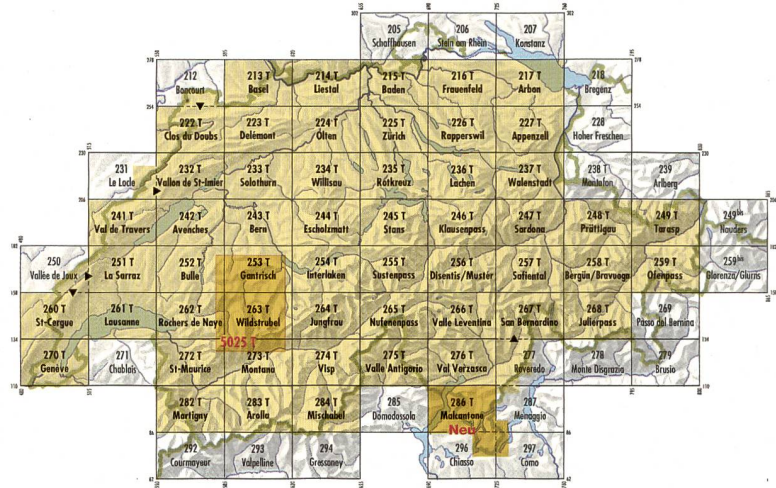 205 206 207
Schaffhausen Stein am Rhein Konstanz
212 213 T 214 T 215 T 216 T 217 T 218
Boncourt Basel Liestal Baden Frauenfeld Arbon Bregenz
222 T 223 T 224 T 225 T 226 T 227 T 228
Clos du Doubs Delémont Olten Zürich Rapperswil Appenzell Hoher Freschen
231 232 T 233 T 234 T 235 T 236 T 237 T 238 T 239
Le Locle Vallon de St-Imier Solothurn Willisau Rotkreuz Lachen Walenstadt Montafon Arlberg
241 T 242 T 243 T 244 T 245 T 246 T 247 T 248 T 249 T 249bis
Val de Travers Avenches Bern Escholzmatt Stans Klausenpass Sardona Prättigau Tarasp Nauders
250 251 T 252 T 253 T 254 T 255 T 256 T 257 T 258 T 259 T 259bis
Vallée de Joux La Sarraz Bulle Gantrisch Interlaken Sustenpass Disentis/Mustér Safiental Bergün/Bravuogn Ofenpass Glorenza/Glurns
260 T 261 T 262 T 263 T 264 T 265 T 266 T 267 T 268 T 269
St-Cergue Lausanne Rochers de Naye Wildstrubel Jungfrau Nufenenpass Valle Leventina San Bernardino Julierpass Passo del Bernina
5025 T
270 T 271 272 T 273 T 274 T 275 T 276 T 277 278 279
Genève Chablais St-Maurice Montana Visp Valle Antigorio Val Verzasca Roveredo Monte Disgrazia Brusio
282 T 283 T 284 T 285 286 T 287
Martigny Arolla Mischabel Domodossola Malcantone Menaggio
Neu
292 293 294 296 297
Courmayeur Valpelline Gressoney Chiasso Como